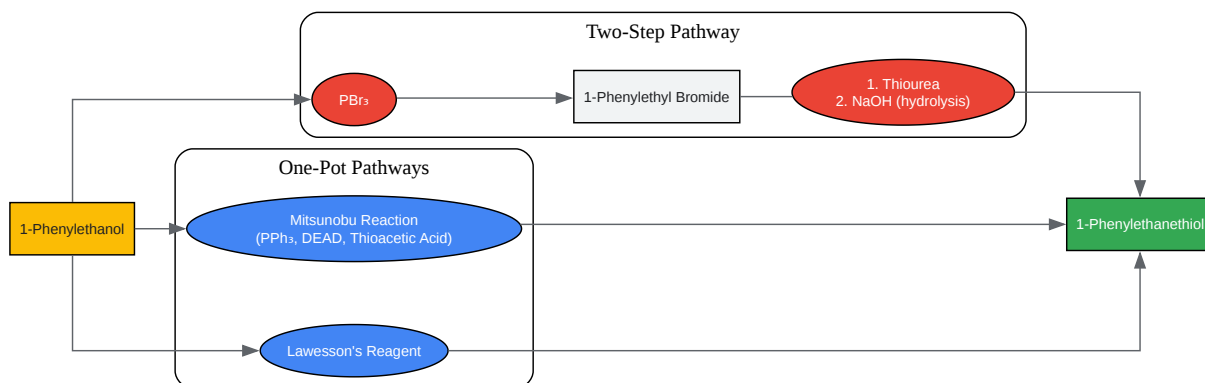 Two-Step Pathway
PBr₃
1-Phenylethyl Bromide
1. Thiourea
2. NaOH (hydrolysis)
One-Pot Pathways
1-Phenylethanol
Mitsunobu Reaction
(PPh₃, DEAD, Thioacetic Acid)
1-Phenylethanethiol
Lawesson's Reagent